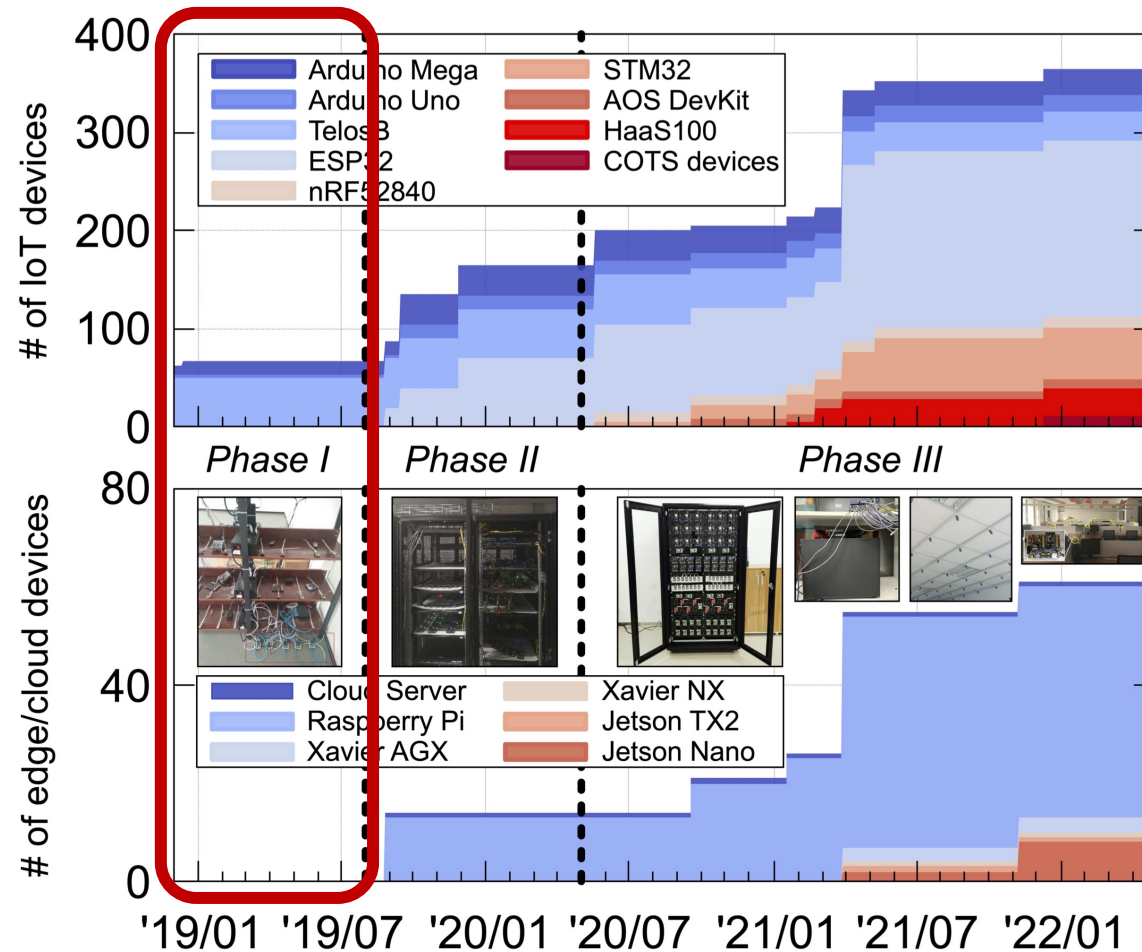 400
300
200
100
0
# of IoT devices
Arduino Mega
Arduino Uno
TelosB
ESP32
nRF52840
STM32
AOS DevKit
HaaS100
COTS devices
Phase I
Phase II
Phase III
80
40
0
# of edge/cloud devices
Cloud Server
Raspberry Pi
Xavier AGX
Xavier NX
Jetson TX2
Jetson Nano
'19/01 '19/07 '20/01 '20/07 '21/01 '21/07 '22/01